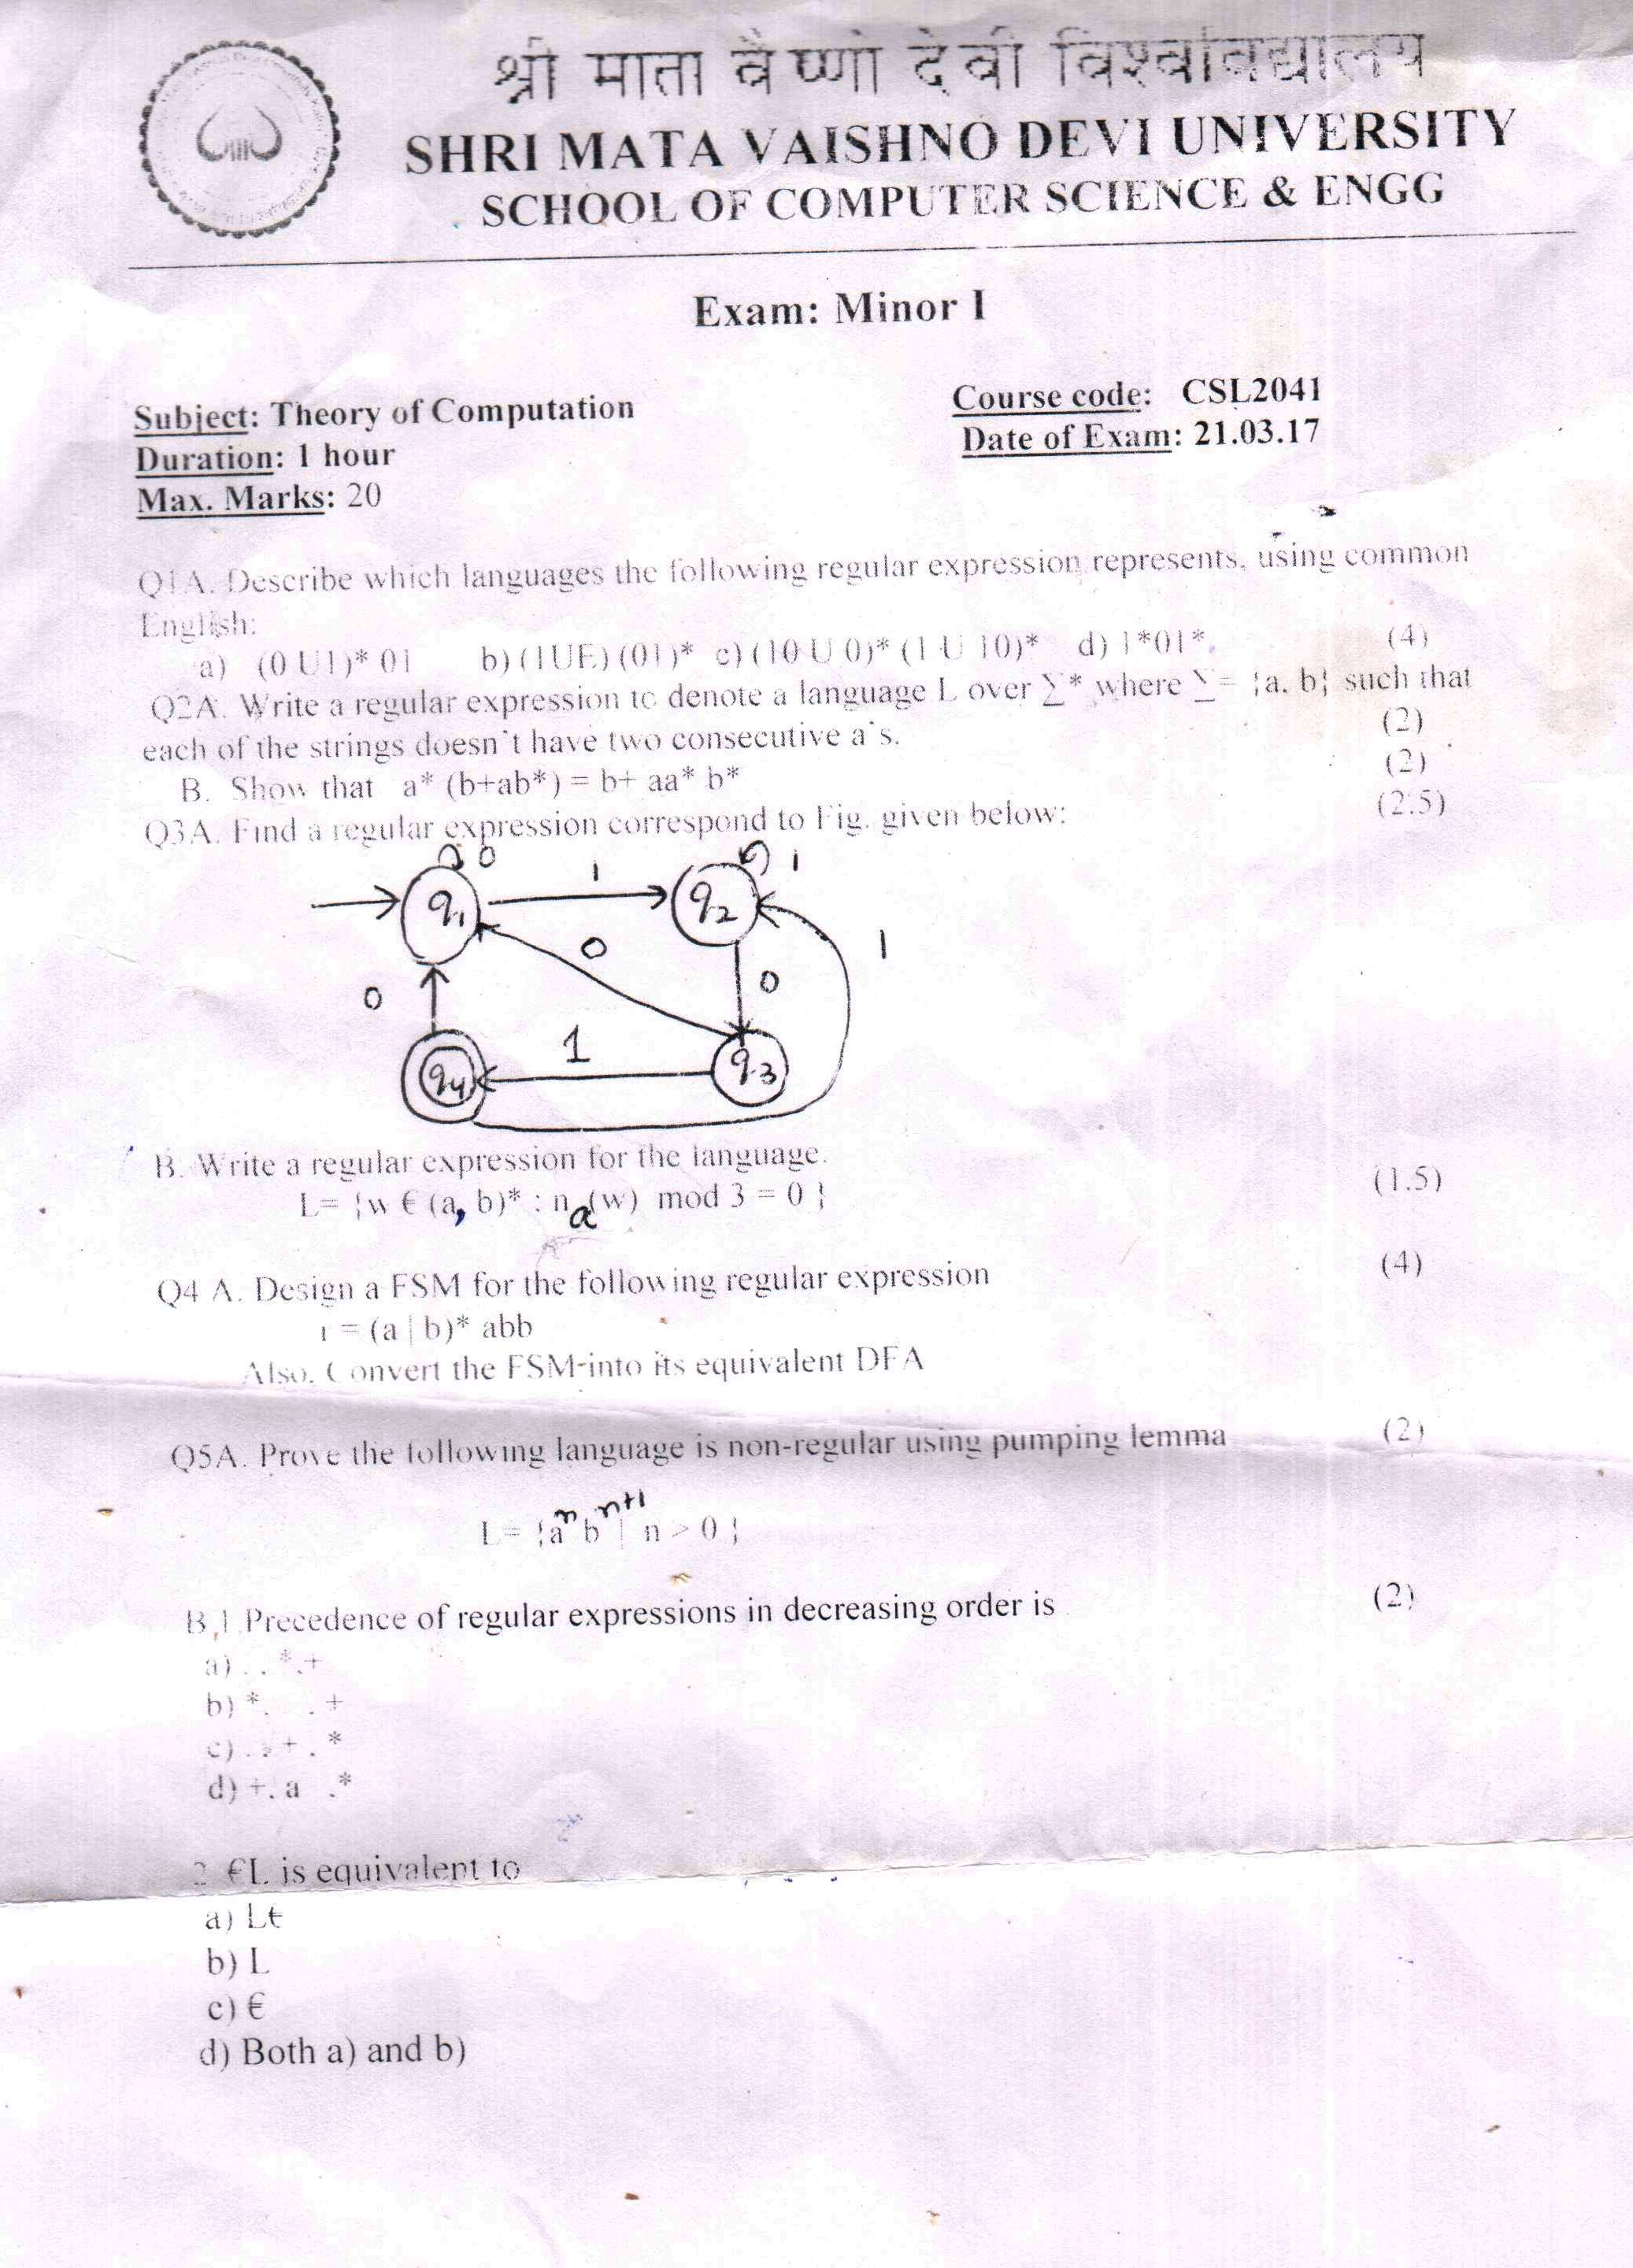 श्री माता वैष्णो देवी विश्वविद्यालय
SHRI MATA VAISHNO DEVI UNIVERSITY
SCHOOL OF COMPUTER SCIENCE & ENGG
Exam: Minor I
Subject: Theory of Computation
Course code: CSL2041
Duration: 1 hour
Date of Exam: 21.03.17
Max. Marks: 20
Q1A. Describe which languages the following regular expression represents, using common
English:
a) (0 U1)* 01 b) (1UE) (01)* c) (10 U 0)* (1 U 10)* d) 1*01*. (4)
Q2A. Write a regular expression to denote a language L over ∑* where ∑= {a, b} such that
each of the strings doesn't have two consecutive a's. (2)
B. Show that a* (b+ab*) = b+ aa* b* (2)
Q3A. Find a regular expression correspond to Fig. given below: (2.5)
0 1
1
q1 q2
0 1
0 0
1
q4 q3
B. Write a regular expression for the language.
L= {w € (a, b)* : na(w) mod 3 = 0 } (1.5)
Q4 A. Design a FSM for the following regular expression (4)
r = (a | b)* abb
Also. Convert the FSM into its equivalent DFA
Q5A. Prove the following language is non-regular using pumping lemma (2)
L= {aⁿ bⁿ⁺¹ | n > 0 }
B.1 Precedence of regular expressions in decreasing order is (2)
a) . . *.+
b) *. . +
c) . + . *
d) +. a .*
2 €L is equivalent to
a) L€
b) L
c) €
d) Both a) and b)